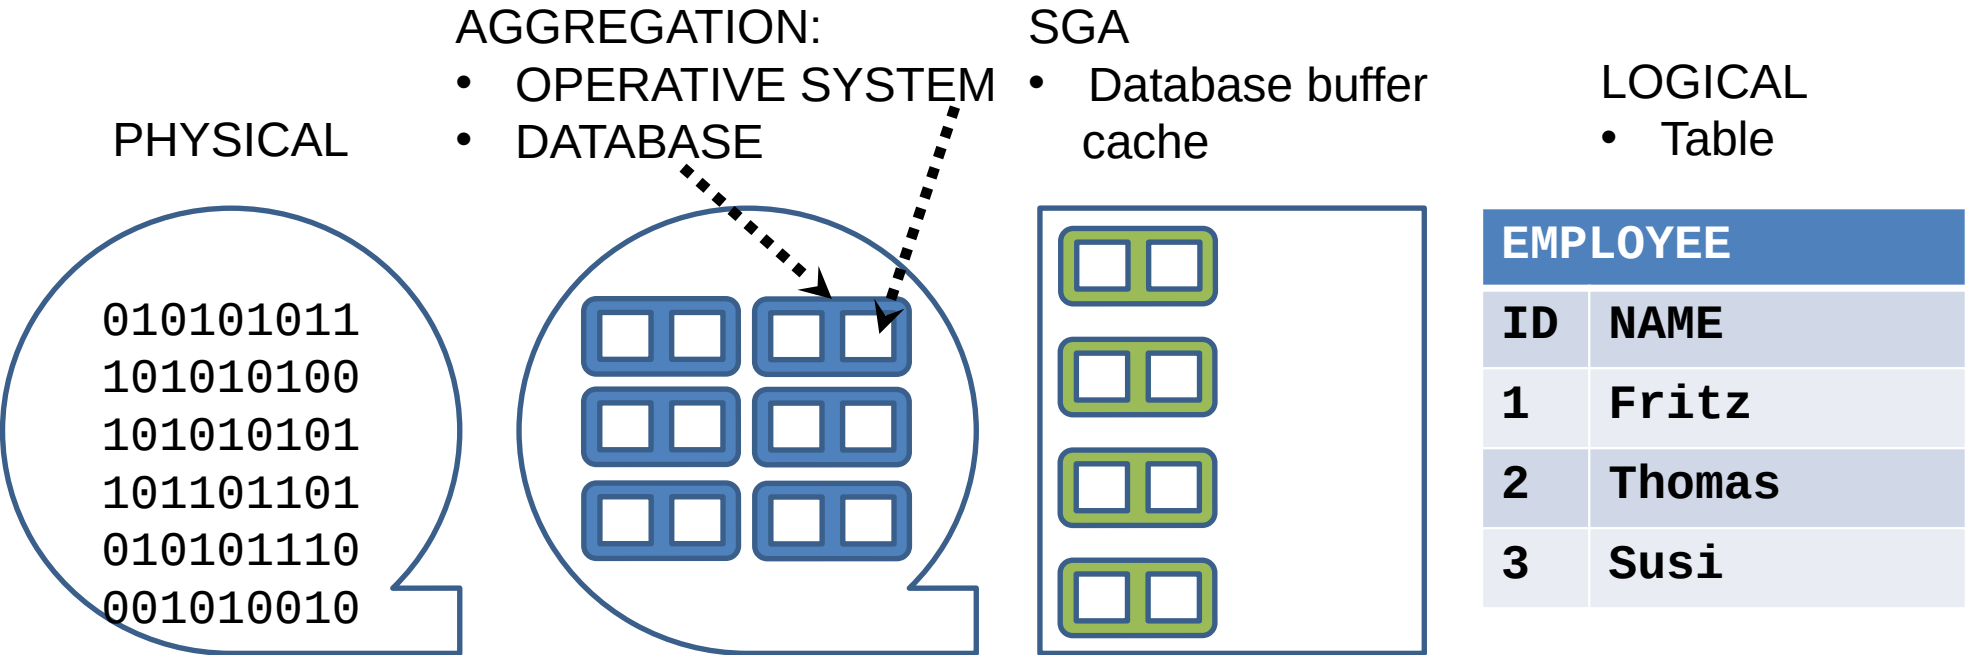 PHYSICAL
010101011
101010100
101010101
101101101
010101110
001010010
AGGREGATION:
• OPERATIVE SYSTEM
• DATABASE
SGA
• Database buffer
cache
LOGICAL
• Table
EMPLOYEE
ID NAME
1 Fritz
2 Thomas
3 Susi